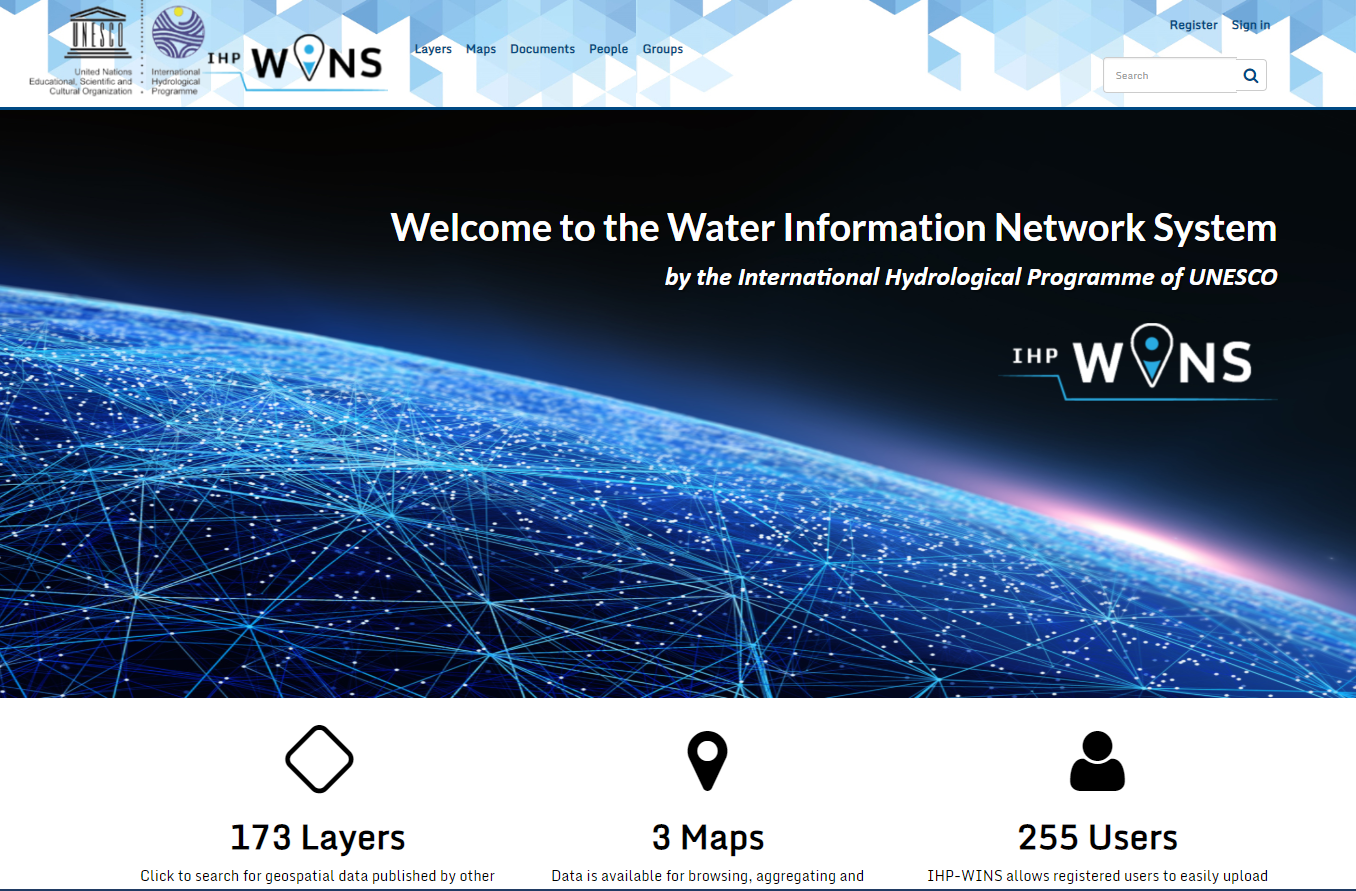 UNESCO
United Nations
Educational, Scientific and
Cultural Organization
International
Hydrological
Programme
IHP WINS
Layers Maps Documents People Groups
Register Sign in
Search
Welcome to the Water Information Network System
by the International Hydrological Programme of UNESCO
IHP WINS
173 Layers
Click to search for geospatial data published by other
3 Maps
Data is available for browsing, aggregating and
255 Users
IHP-WINS allows registered users to easily upload